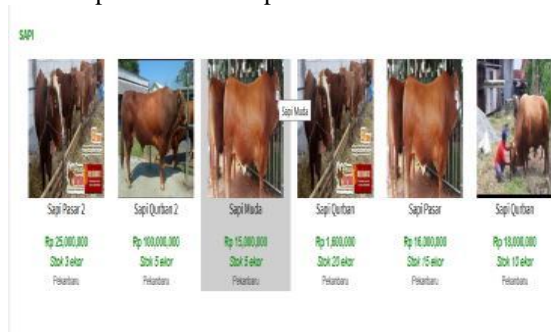 SAPI
Sapi Muda
Sapi Pasar 2
Sapi Qurban 2
Sapi Muda
Sapi Qurban
Sapi Pasar
Sapi Qurban
Rp 25,000,000
Rp 100,000,000
Rp 15,000,000
Rp 1,600,000
Rp 16,000,000
Rp 18,000,000
Stok 3 ekor
Stok 5 ekor
Stok 5 ekor
Stok 20 ekor
Stok 15 ekor
Stok 10 ekor
Pekanbaru
Pekanbaru
Pekanbaru
Pekanbaru
Pekanbaru
Pekanbaru